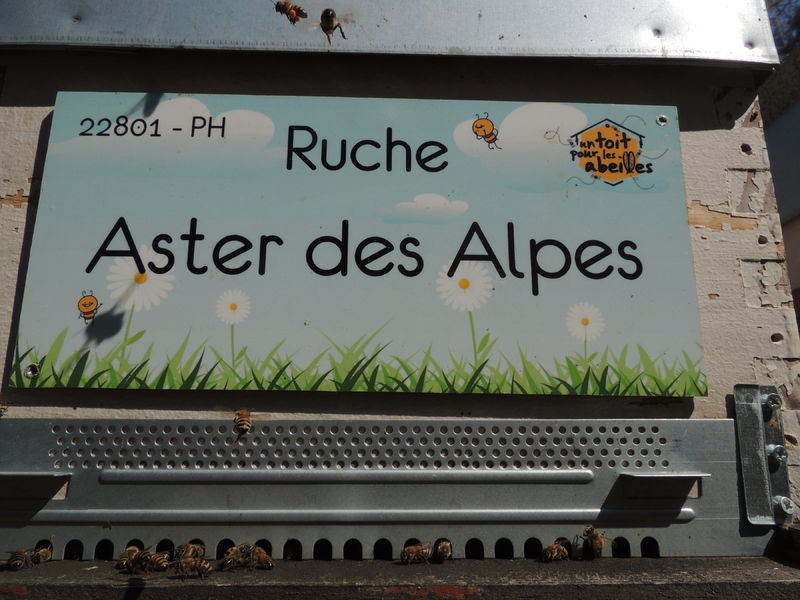 22801 - PH
Ruche
un toit
pour les
abeilles
Aster des Alpes